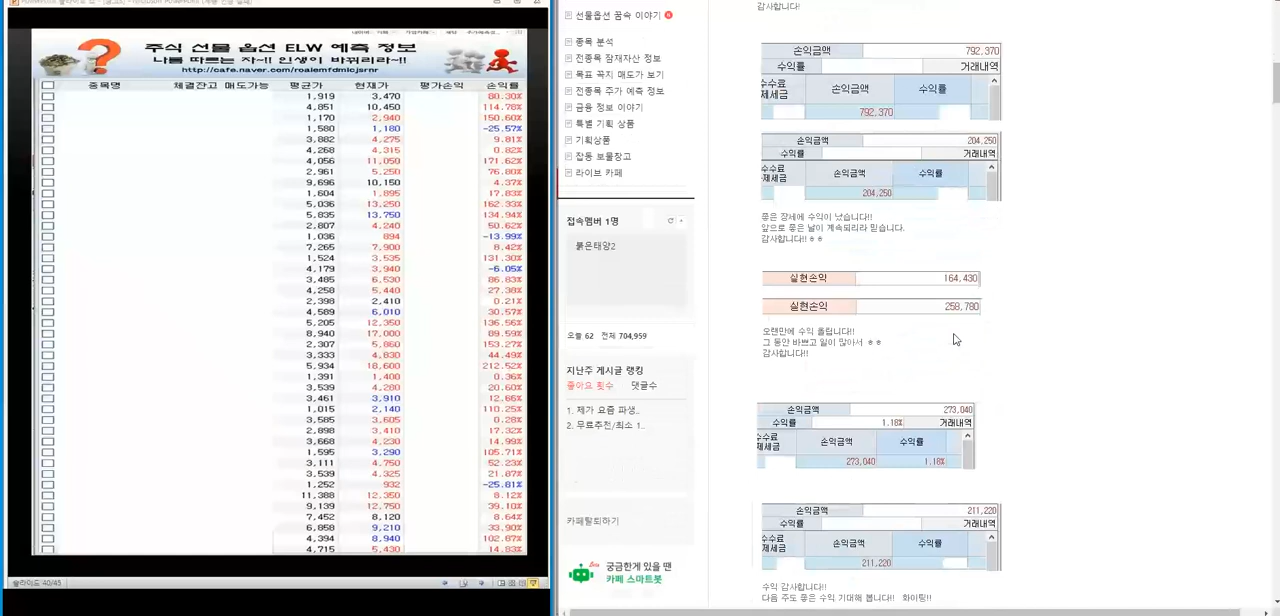 주식 선물 옵션 ELW 예측 정보
나를 따르는 자~!! 인생이 바뀌리라~!!
http://cafe.naver.com/roalemfdmlcjsrnr
종목명 체결잔고 매도가능 평균가 현재가 평가손익 손익률
1,919 3,470 80.30%
4,851 10,450 114.78%
1,170 2,940 150.60%
1,580 1,180 -25.57%
3,882 4,275 9.81%
4,268 4,315 0.82%
4,056 11,050 171.62%
2,961 5,250 76.80%
9,696 10,150 4.37%
1,604 1,895 17.83%
5,036 13,250 162.33%
5,835 13,750 134.94%
2,807 4,240 50.62%
1,036 894 -13.99%
7,265 7,900 8.42%
1,524 3,535 131.30%
4,179 3,940 -6.05%
3,485 6,530 86.83%
4,258 5,440 27.38%
2,398 2,410 0.21%
4,589 6,010 30.57%
5,205 12,350 136.56%
8,940 17,000 89.59%
2,307 5,860 153.27%
3,333 4,830 44.49%
5,934 18,600 212.52%
1,391 1,400 0.36%
3,539 4,280 20.60%
3,461 3,910 12.66%
1,015 2,140 110.25%
3,585 3,605 0.28%
2,898 3,410 17.32%
3,668 4,230 14.99%
1,595 3,290 105.71%
3,111 4,750 52.23%
3,539 4,325 21.87%
1,252 932 -25.81%
11,388 12,350 8.12%
9,139 12,750 39.10%
7,452 8,120 8.64%
6,858 9,210 33.90%
4,394 8,940 102.87%
4,715 5,430 14.83%
슬라이드 40/45
선물옵션 꿈속 이야기
종목 분석
전종목 잠재자산 정보
목표 꼭지 매도가 보기
전종목 주가 예측 정보
금융 정보 이야기
특별 기획 상품
기획상품
잡동 보물창고
라이브 카페
접속멤버 1명
붉은태양2
오늘 62 전체 704,959
지난주 게시글 랭킹
좋아요 횟수 댓글수
1. 제가 요즘 파생..
2. 무료추천/최소 1..
카페탈퇴하기
궁금한게 있을 땐
카페 스마트봇
감사합니다!
손익금액 792,370
수익률 거래내역
수수료 제세금 손익금액 수익률
792,370
손익금액 204,250
수익률 거래내역
수수료 제세금 손익금액 수익률
204,250
좋은 장세에 수익이 났습니다!!
앞으로 좋은 날이 계속되리라 믿습니다.
감사합니다!! ㅎㅎ
실현손익 164,430
실현손익 258,780
오랜만에 수익 올립니다!!
그 동안 바쁘고 일이 많아서 ㅎㅎ
감사합니다!!
손익금액 273,040
수익률 1.18% 거래내역
수수료 제세금 손익금액 수익률
273,040 1.18%
손익금액 211,220
수익률 거래내역
수수료 제세금 손익금액 수익률
211,220
수익 감사합니다!!
다음 주도 좋은 수익 기대해 봅니다!! 화이팅!!